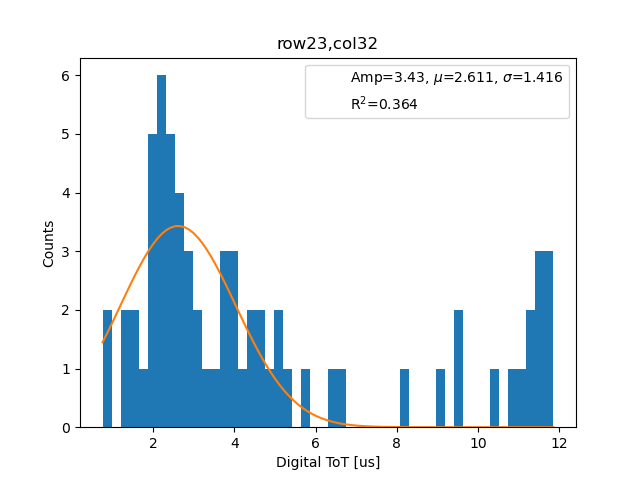 row23,col32
Amp=3.43, μ=2.611, σ=1.416
R²=0.364
Counts
6
5
4
3
2
1
0
2 4 6 8 10 12
Digital ToT [us]